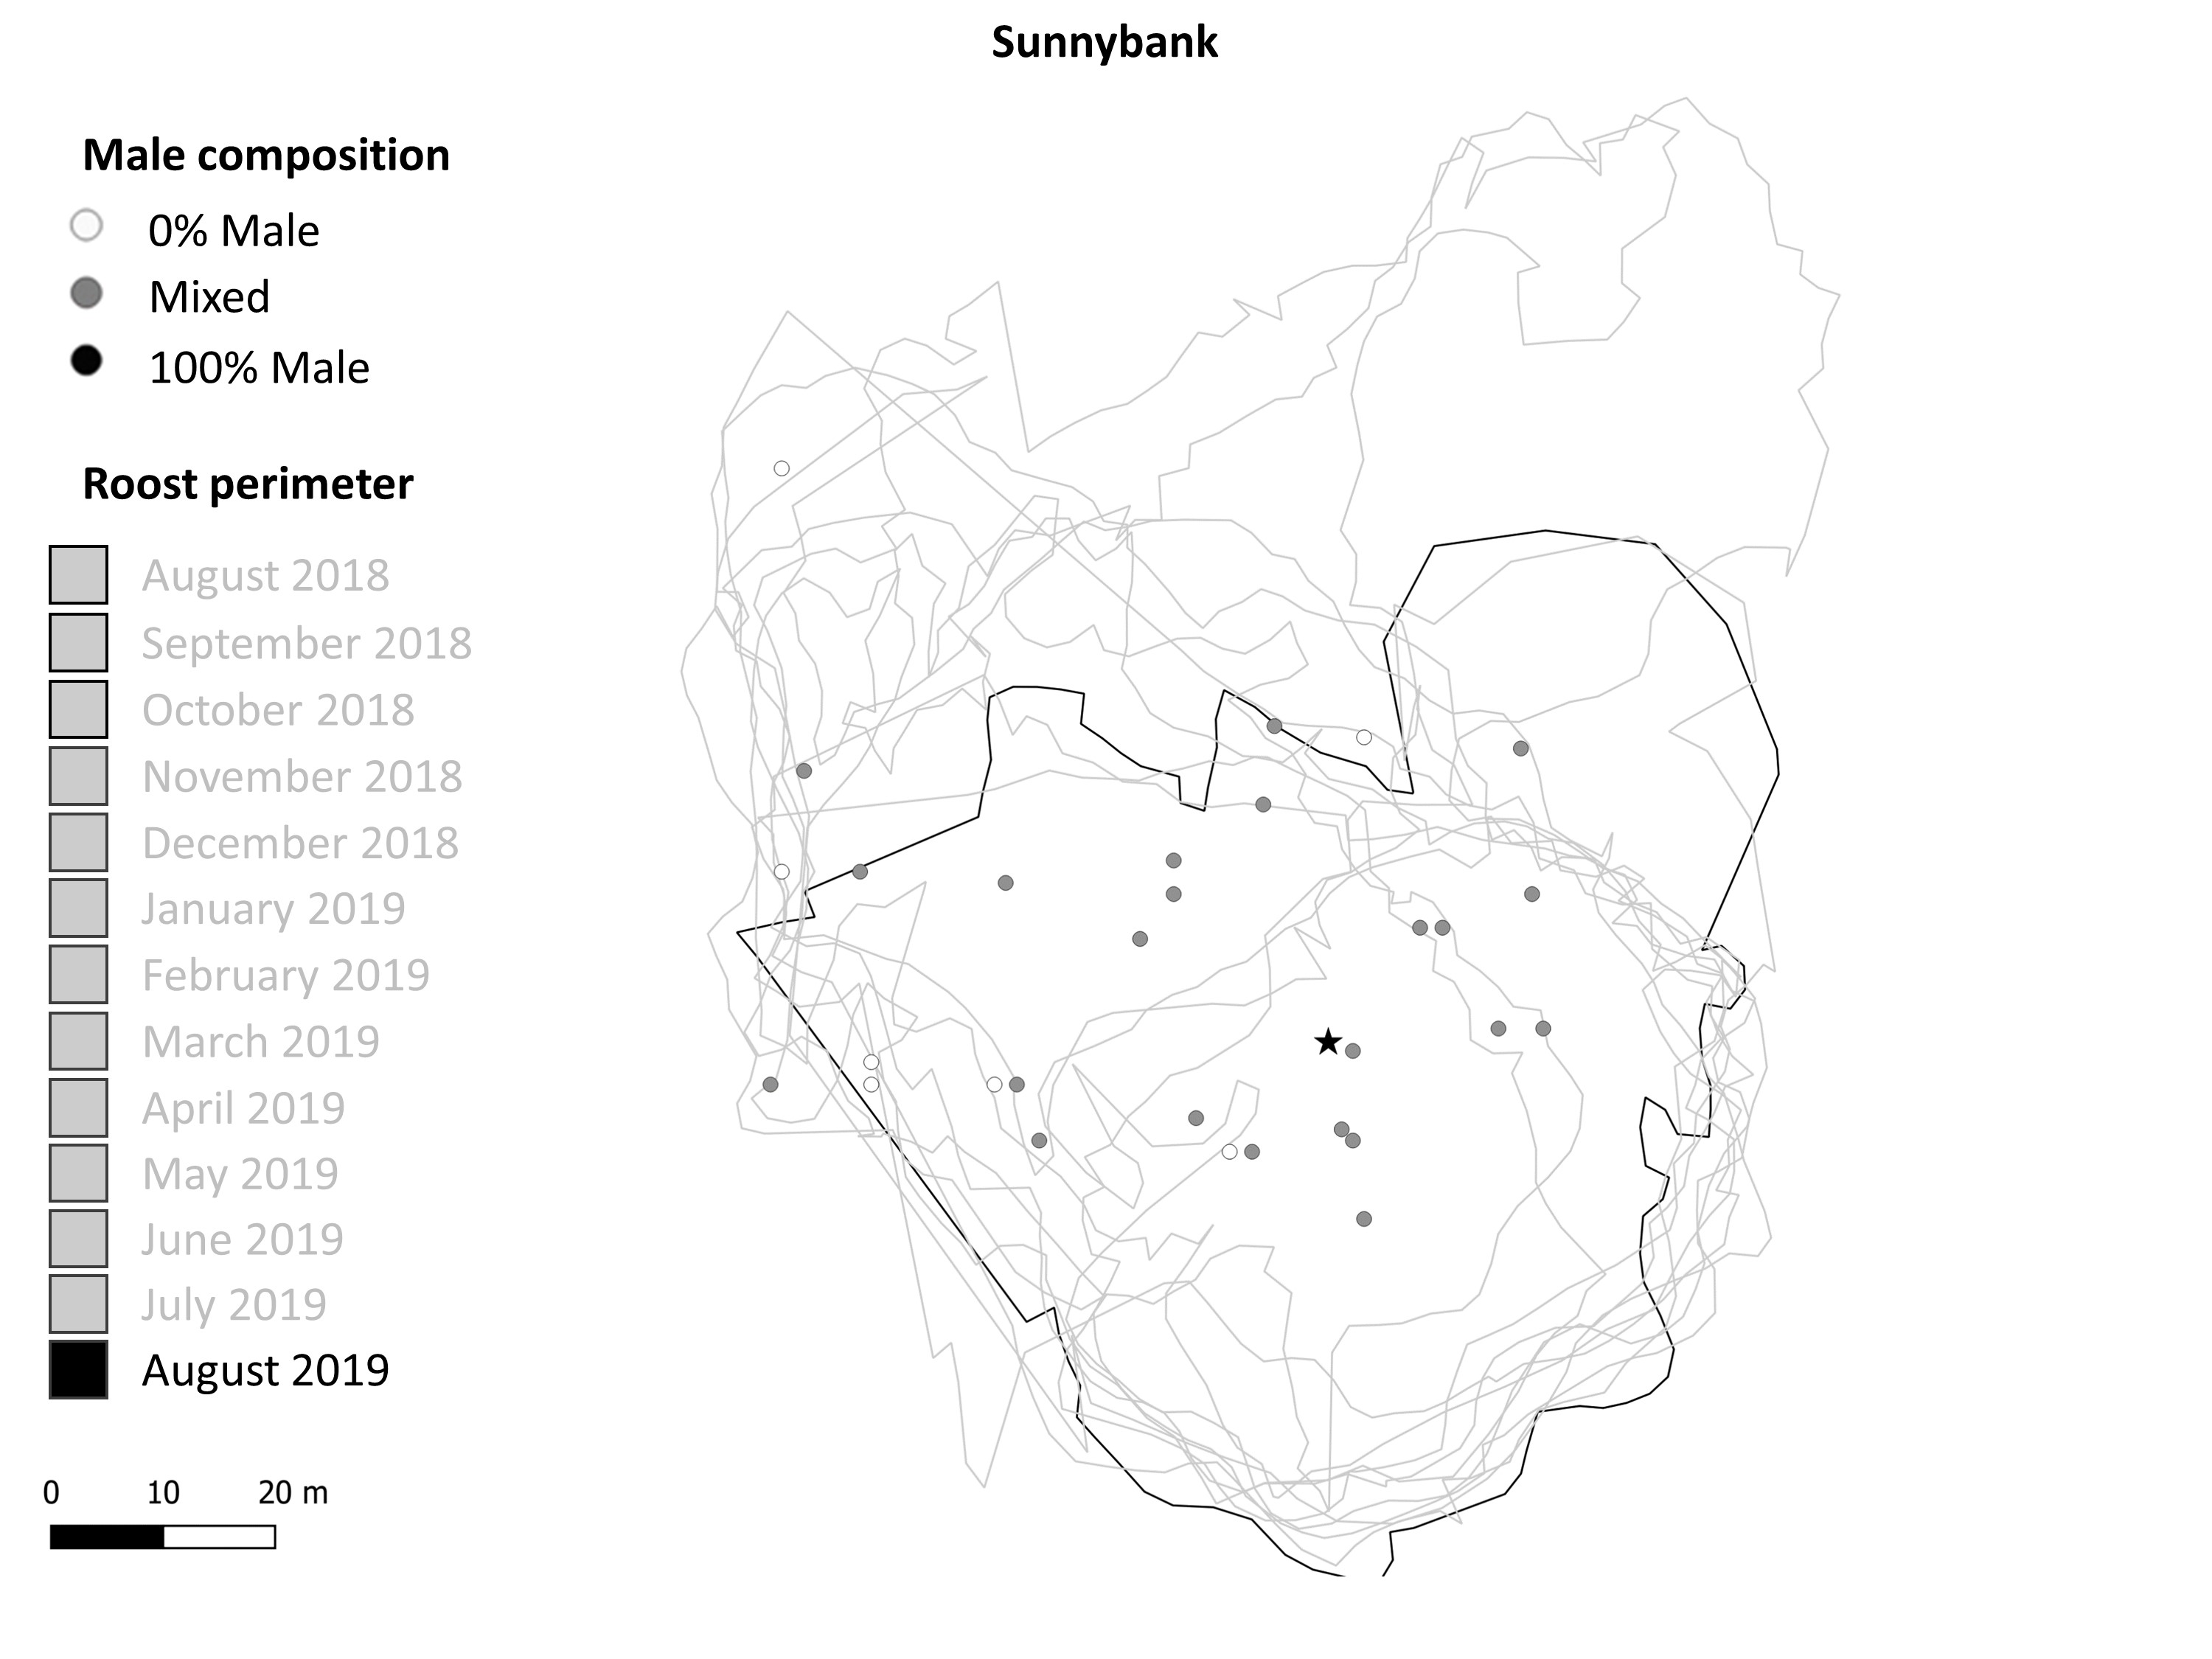 Sunnybank
Male composition
0% Male
Mixed
100% Male
Roost perimeter
August 2018
September 2018
October 2018
November 2018
December 2018
January 2019
February 2019
March 2019
April 2019
May 2019
June 2019
July 2019
August 2019
0 10 20 m